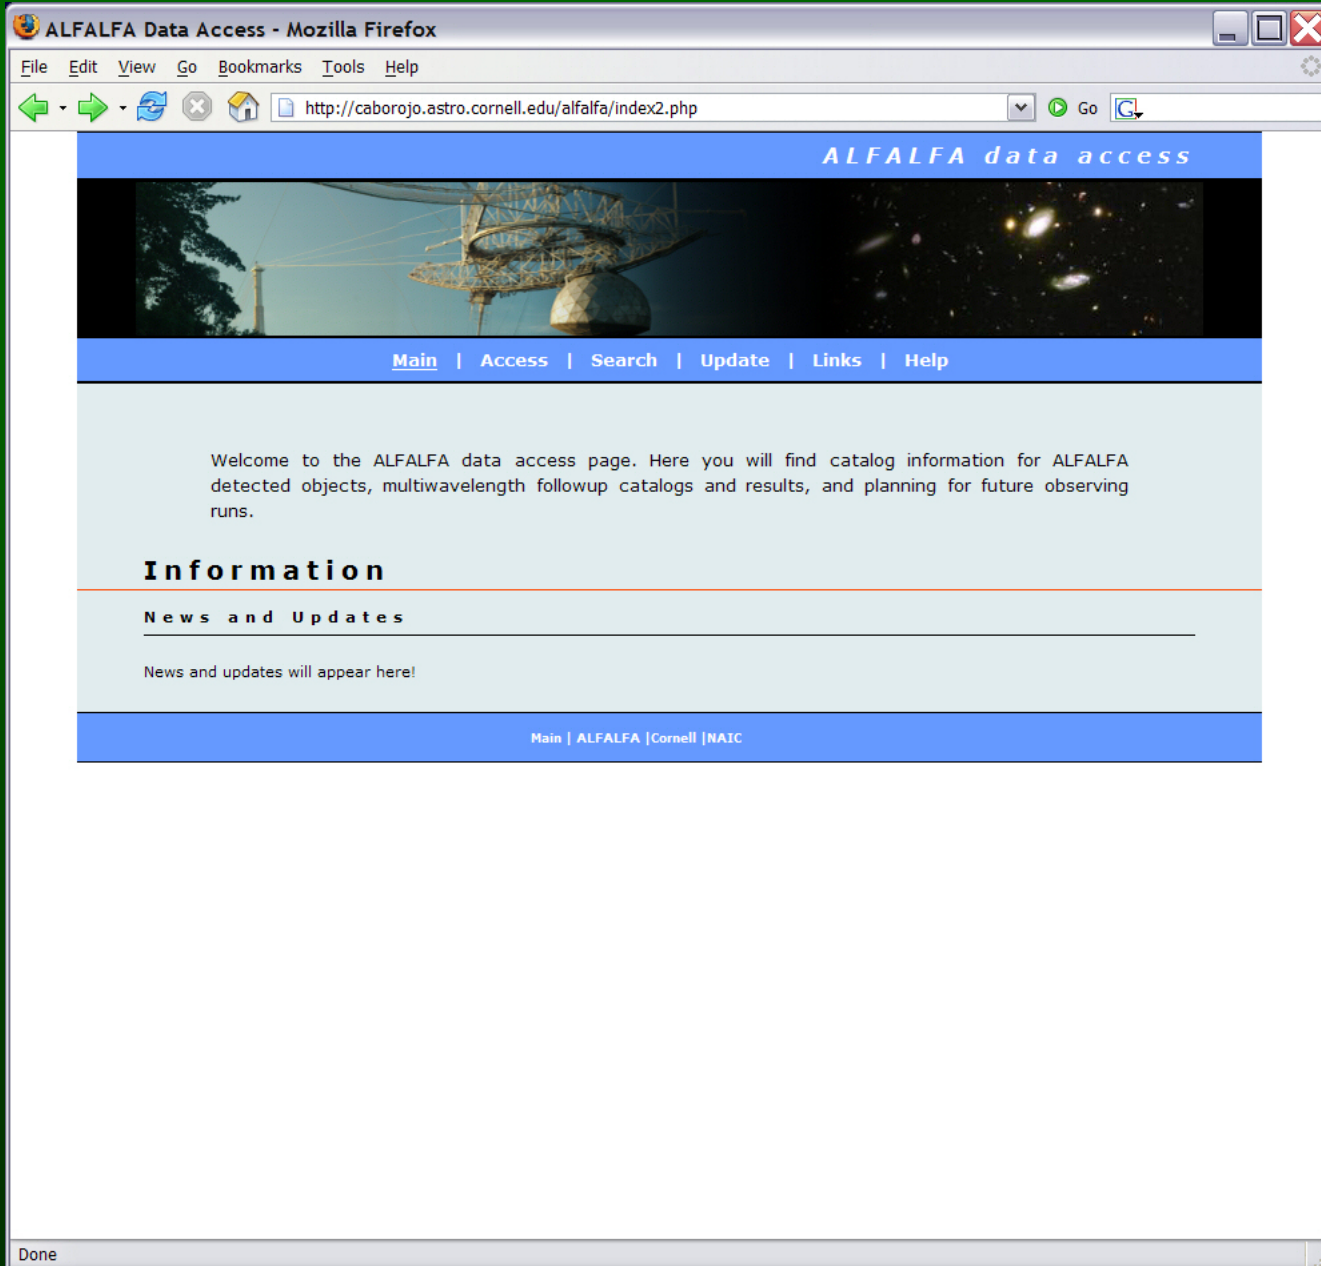 ALFALFA Data Access - Mozilla Firefox
File Edit View Go Bookmarks Tools Help
http://caborojo.astro.cornell.edu/alfalfa/index2.php Go G
ALFALFA data access
Main | Access | Search | Update | Links | Help
Welcome to the ALFALFA data access page. Here you will find catalog information for ALFALFA
detected objects, multiwavelength followup catalogs and results, and planning for future observing
runs.
Information
News and Updates
News and updates will appear here!
Main | ALFALFA |Cornell |NAIC
Done